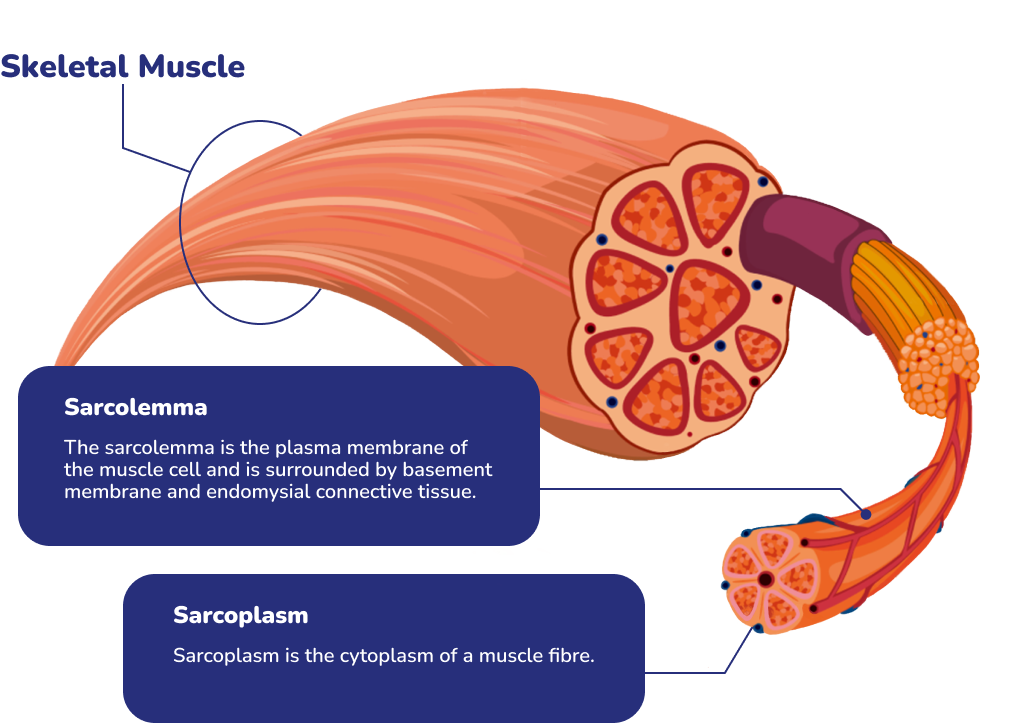 Skeletal Muscle
Sarcolemma
The sarcolemma is the plasma membrane of
the muscle cell and is surrounded by basement
membrane and endomysial connective tissue.
Sarcoplasm
Sarcoplasm is the cytoplasm of a muscle fibre.